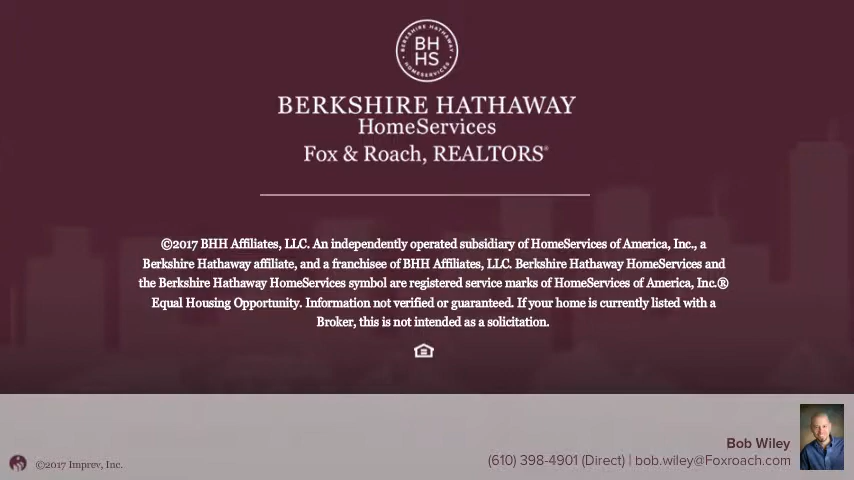 BERKSHIRE HATHAWAY
HOMESERVICES
BH
HS
BERKSHIRE HATHAWAY
HomeServices
Fox & Roach, REALTORS®
©2017 BHH Affiliates, LLC. An independently operated subsidiary of HomeServices of America, Inc., a
Berkshire Hathaway affiliate, and a franchisee of BHH Affiliates, LLC. Berkshire Hathaway HomeServices and
the Berkshire Hathaway HomeServices symbol are registered service marks of HomeServices of America, Inc.®
Equal Housing Opportunity. Information not verified or guaranteed. If your home is currently listed with a
Broker, this is not intended as a solicitation.
Bob Wiley
(610) 398-4901 (Direct) | bob.wiley@Foxroach.com
©2017 Imprev, Inc.